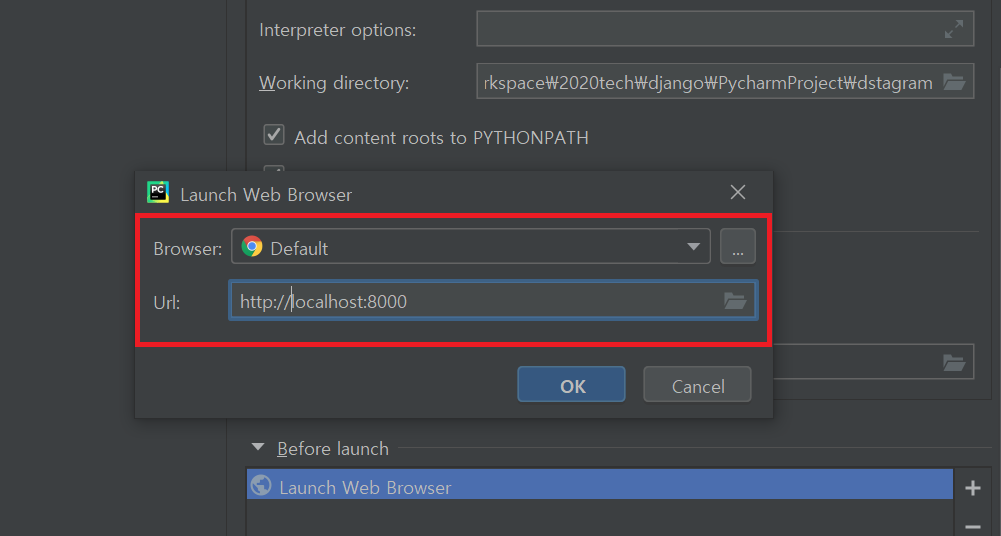 Interpreter options:
Working directory: rkspace₩2020tech₩django₩PycharmProject₩dstagram
Add content roots to PYTHONPATH
PC Launch Web Browser
Browser: Default ...
Url: http://localhost:8000
OK Cancel
Before launch
Launch Web Browser